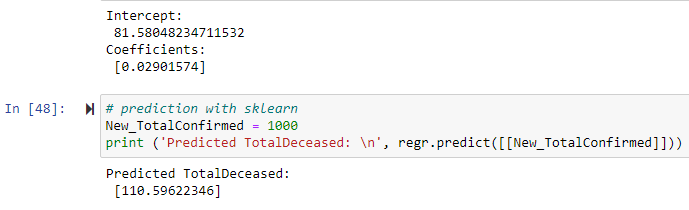 Intercept:
81.58048234711532
Coefficients:
[0.02901574]
In [48]:
# prediction with sklearn
New_TotalConfirmed = 1000
print ('Predicted TotalDeceased: \n', regr.predict([[New_TotalConfirmed]]))
Predicted TotalDeceased:
[110.59622346]